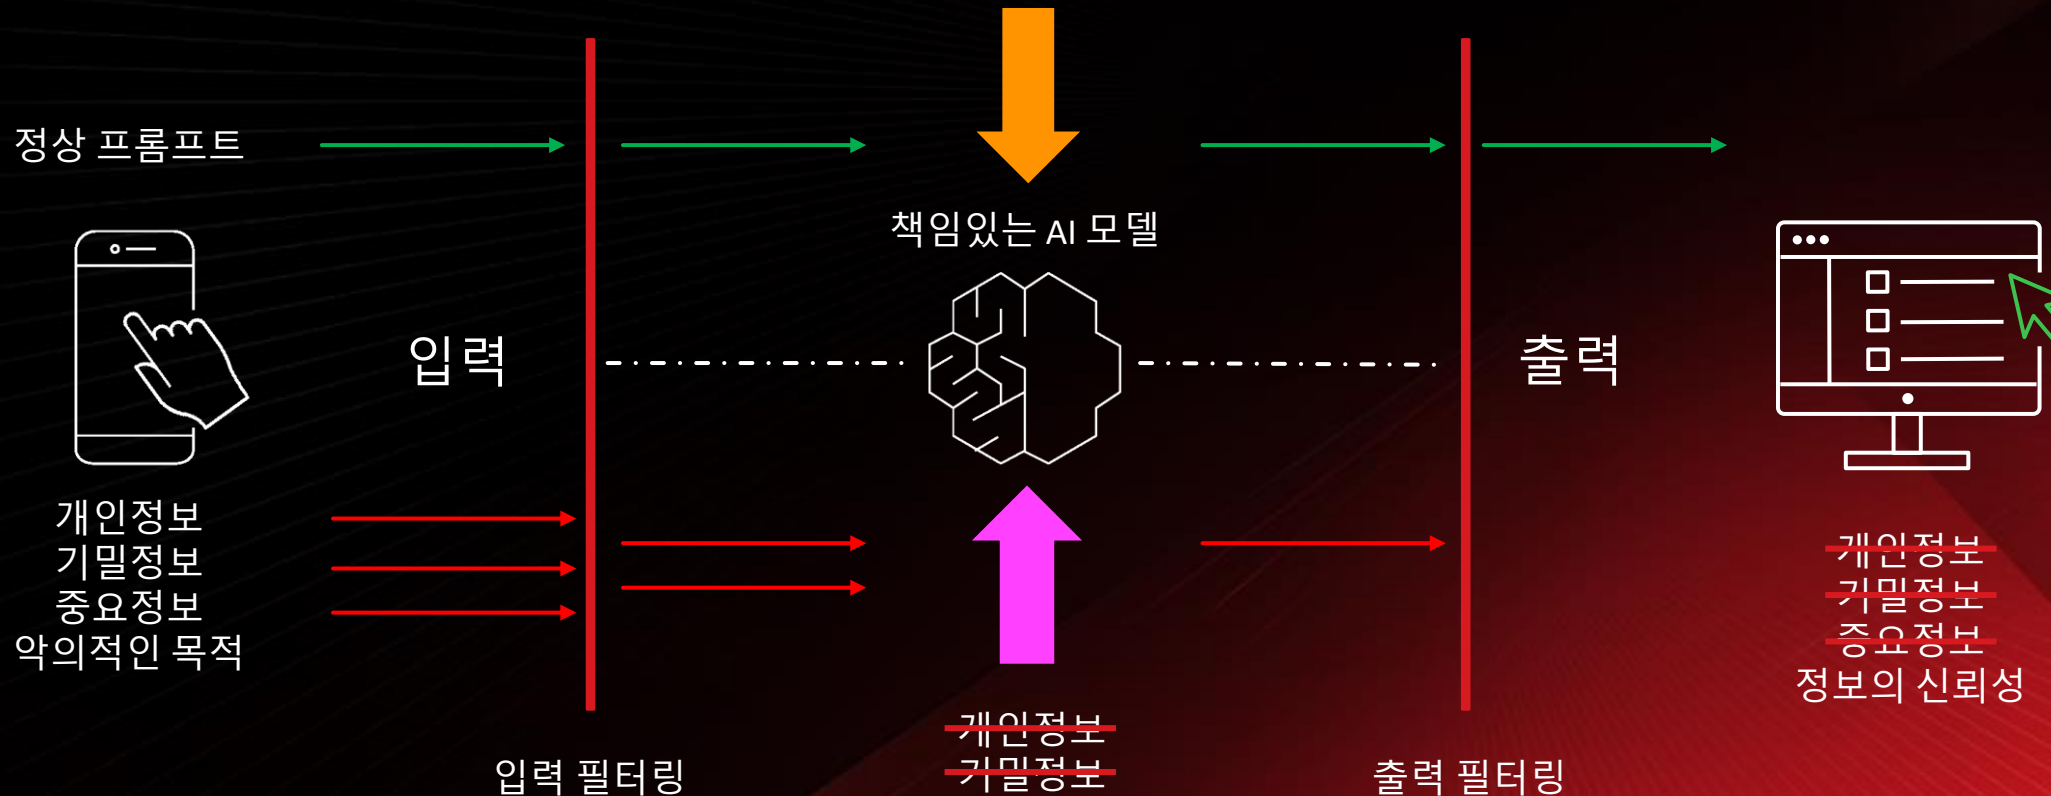 정상 프롬프트
책임있는 AI 모델
입력
출력
개인정보
기밀정보
중요정보
악의적인 목적
개인정보
기밀정보
중요정보
정보의 신뢰성
개인정보
기밀정보
입력 필터링
출력 필터링